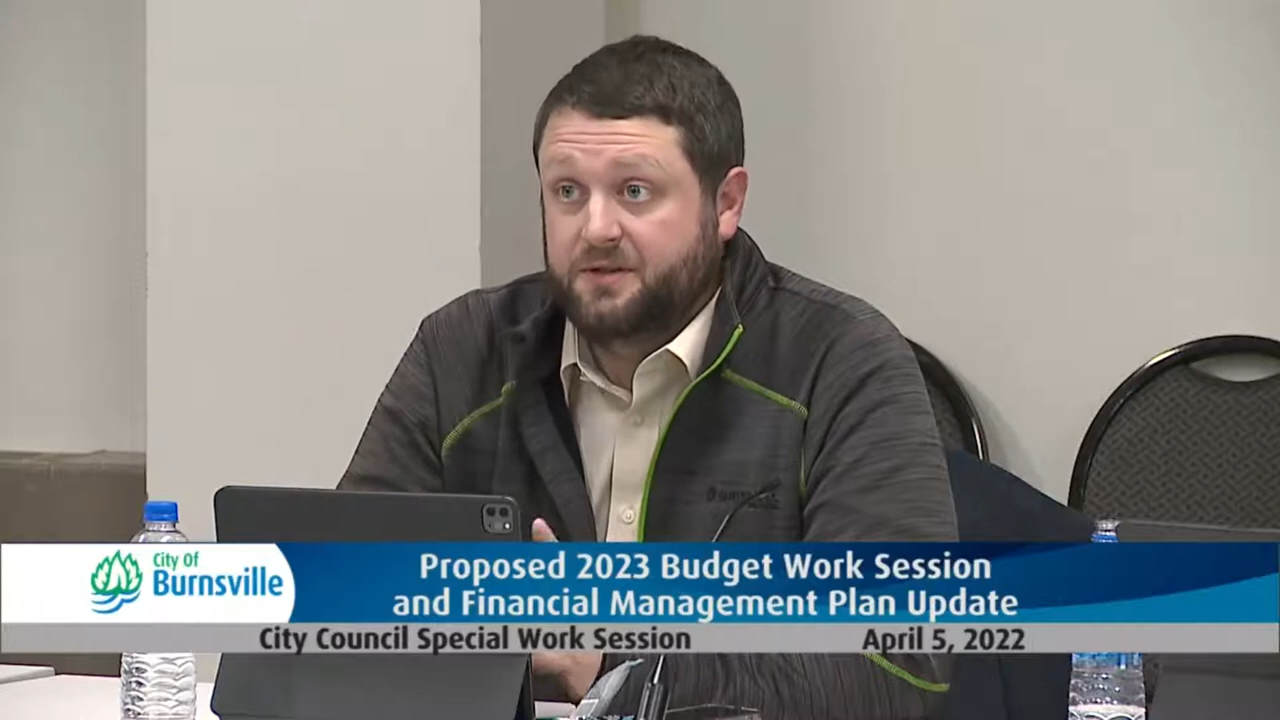 City Of
Burnsville
Proposed 2023 Budget Work Session
and Financial Management Plan Update
City Council Special Work Session
April 5, 2022